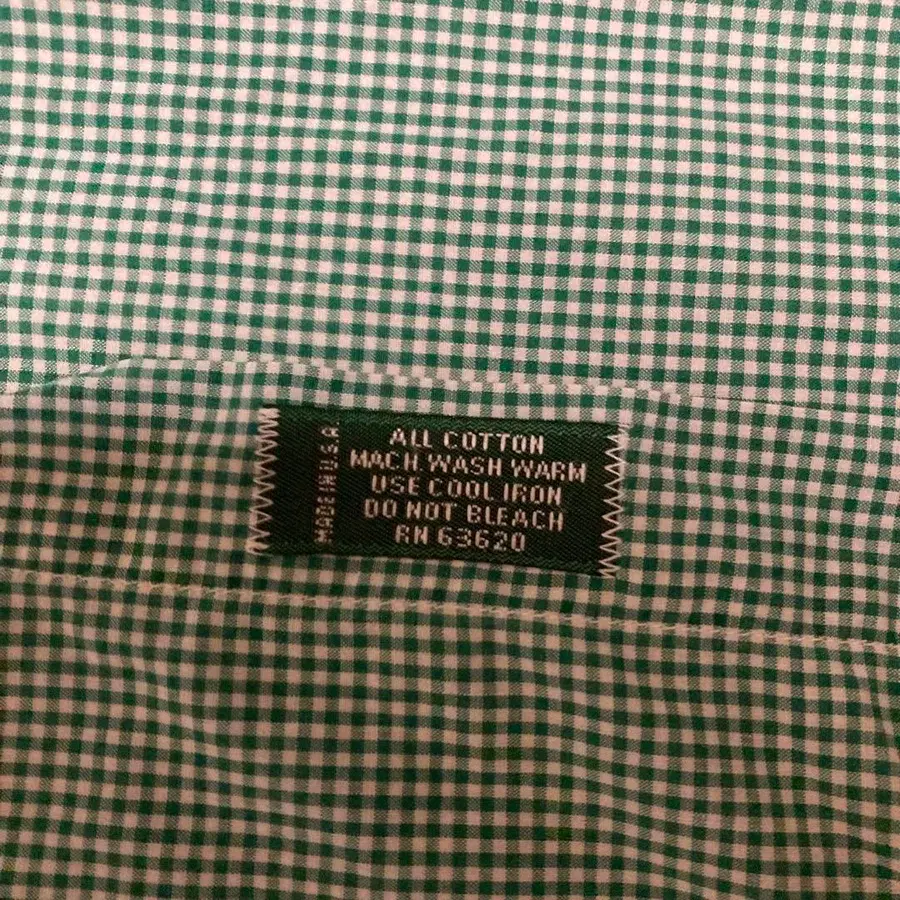 MADE IN U.S.A.
ALL COTTON
MACH WASH WARM
USE COOL IRON
DO NOT BLEACH
RN 63620